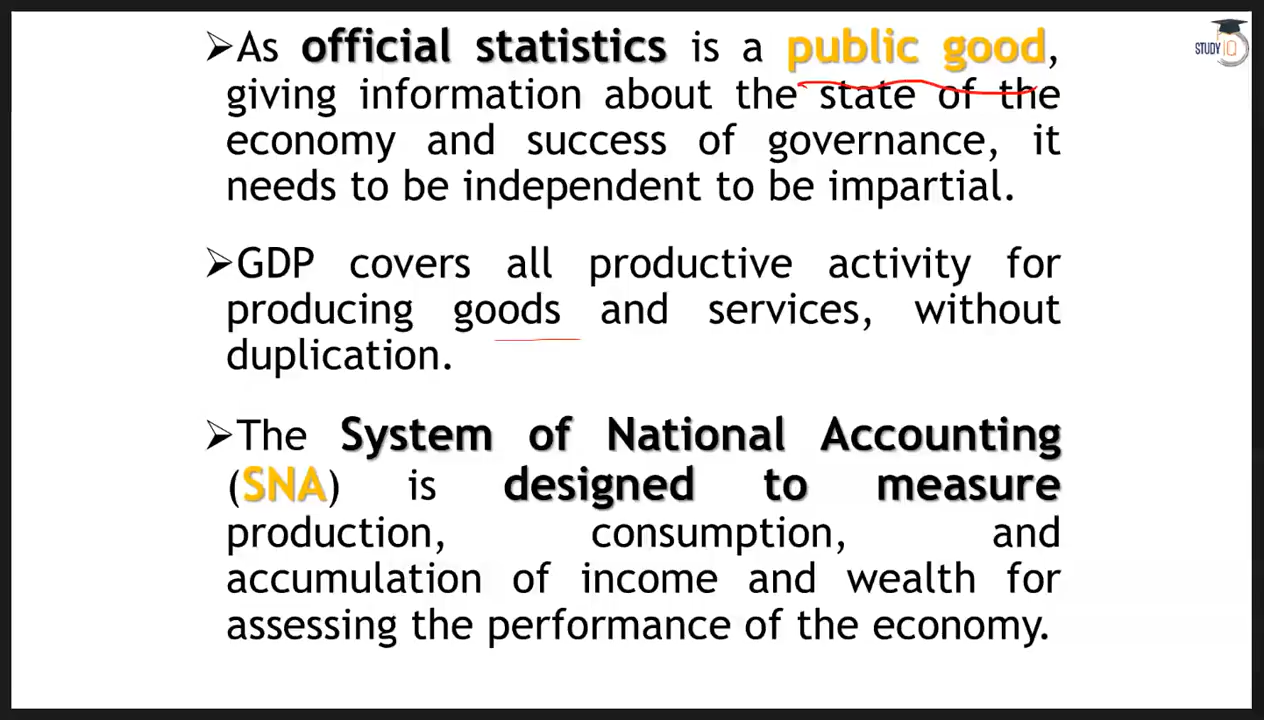 ➢As official statistics is a public good,
giving information about the state of the
economy and success of governance, it
needs to be independent to be impartial.
➢GDP covers all productive activity for
producing goods and services, without
duplication.
➢The System of National Accounting
(SNA) is designed to measure
production, consumption, and
accumulation of income and wealth for
assessing the performance of the economy.
STUDY IQ